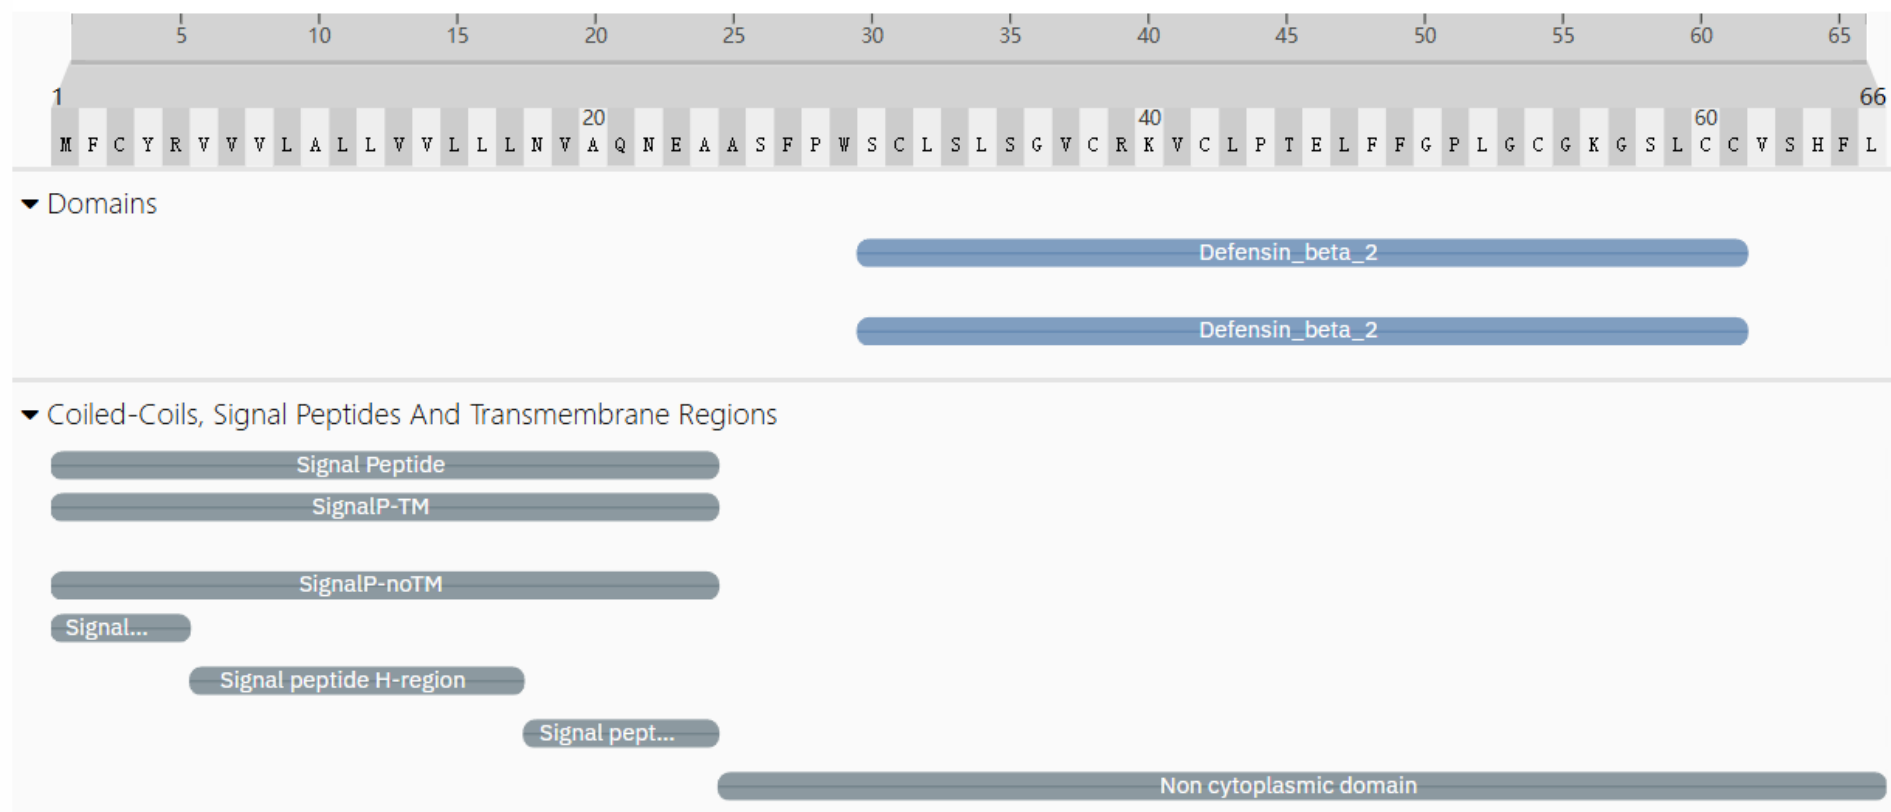 5 10 15 20 25 30 35 40 45 50 55 60 65
1 66
20 40 60
M F C Y R V V V L A L L V V L L L N V A Q N E A A S F P W S C L S L S G V C R K V C L P T E L F F G P L G C G K G S L C C V S H F L
Domains
Defensin_beta_2
Defensin_beta_2
Coiled-Coils, Signal Peptides And Transmembrane Regions
Signal Peptide
SignalP-TM
SignalP-noTM
Signal...
Signal peptide H-region
Signal pept...
Non cytoplasmic domain